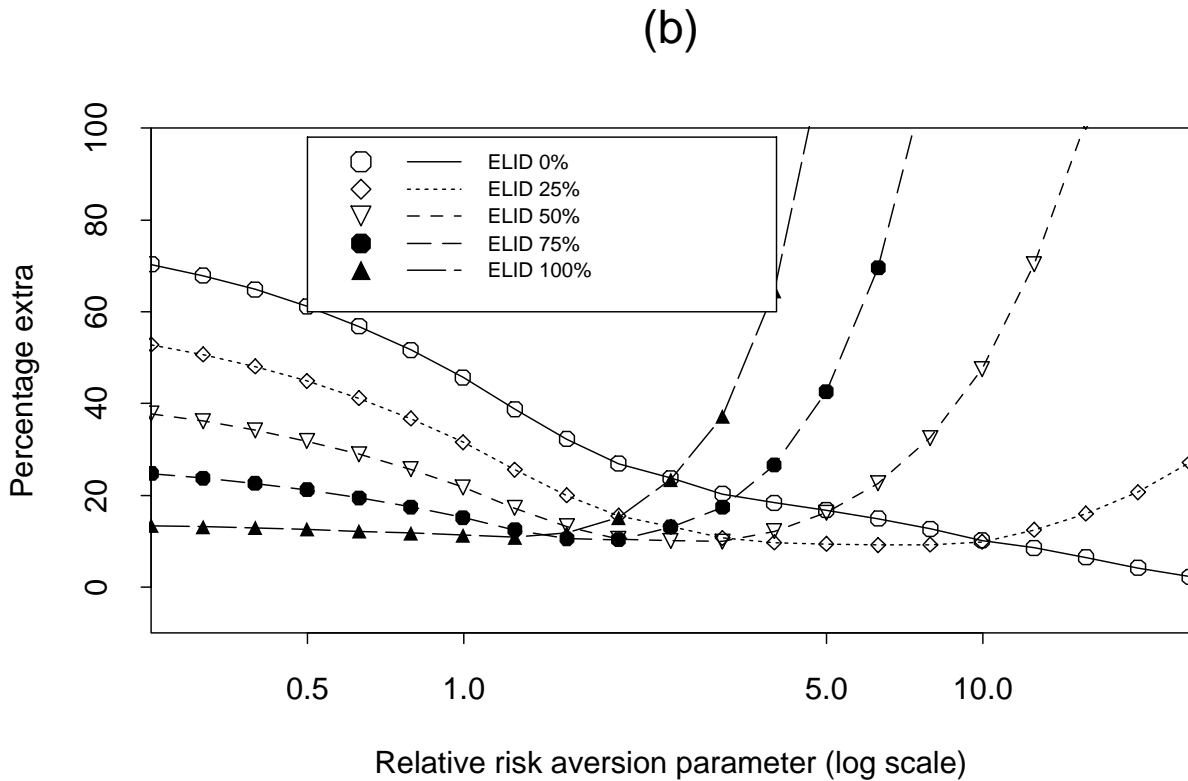 (b)
Percentage extra
100
80
60
40
20
0
ELID 0%
ELID 25%
ELID 50%
ELID 75%
ELID 100%
0.5 1.0 5.0 10.0
Relative risk aversion parameter (log scale)